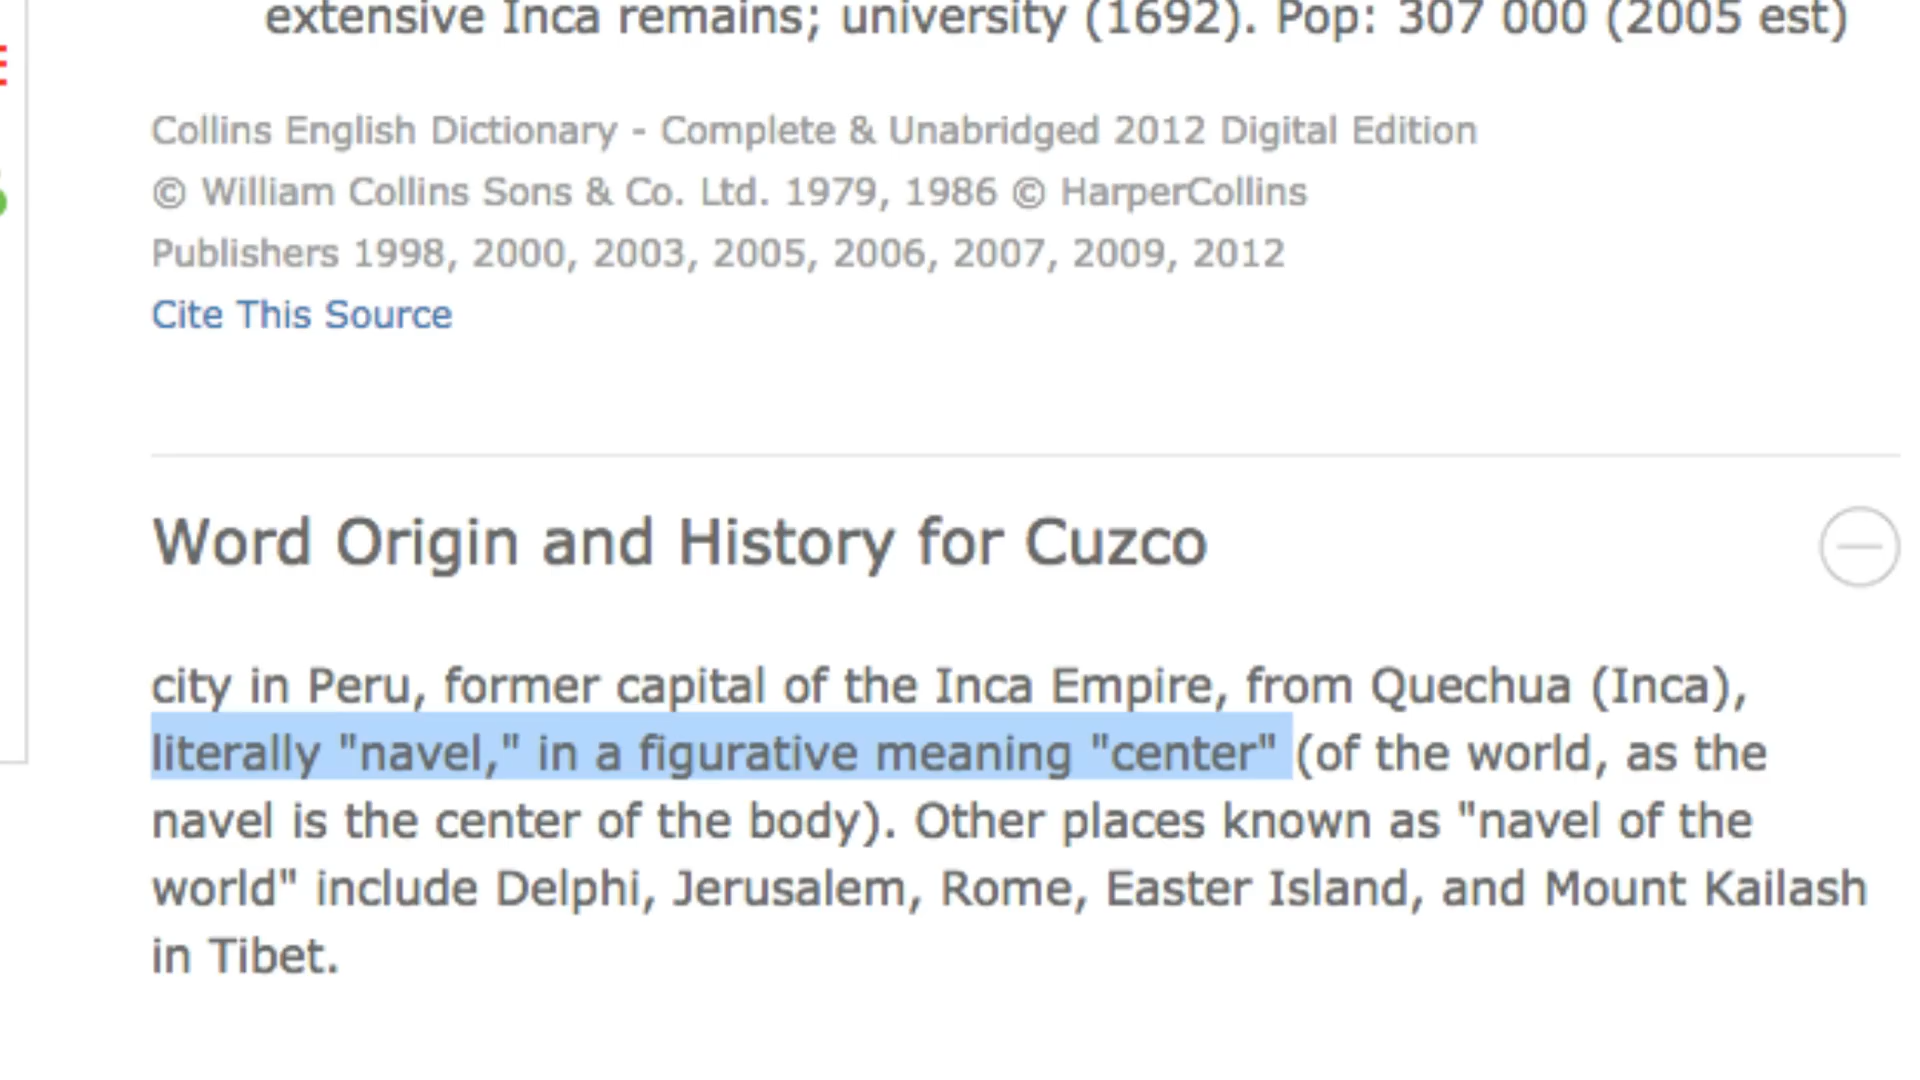 extensive Inca remains; university (1692). Pop: 307 000 (2005 est)
Collins English Dictionary - Complete & Unabridged 2012 Digital Edition
© William Collins Sons & Co. Ltd. 1979, 1986 © HarperCollins
Publishers 1998, 2000, 2003, 2005, 2006, 2007, 2009, 2012
Cite This Source
Word Origin and History for Cuzco
city in Peru, former capital of the Inca Empire, from Quechua (Inca),
literally "navel," in a figurative meaning "center" (of the world, as the
navel is the center of the body). Other places known as "navel of the
world" include Delphi, Jerusalem, Rome, Easter Island, and Mount Kailash
in Tibet.